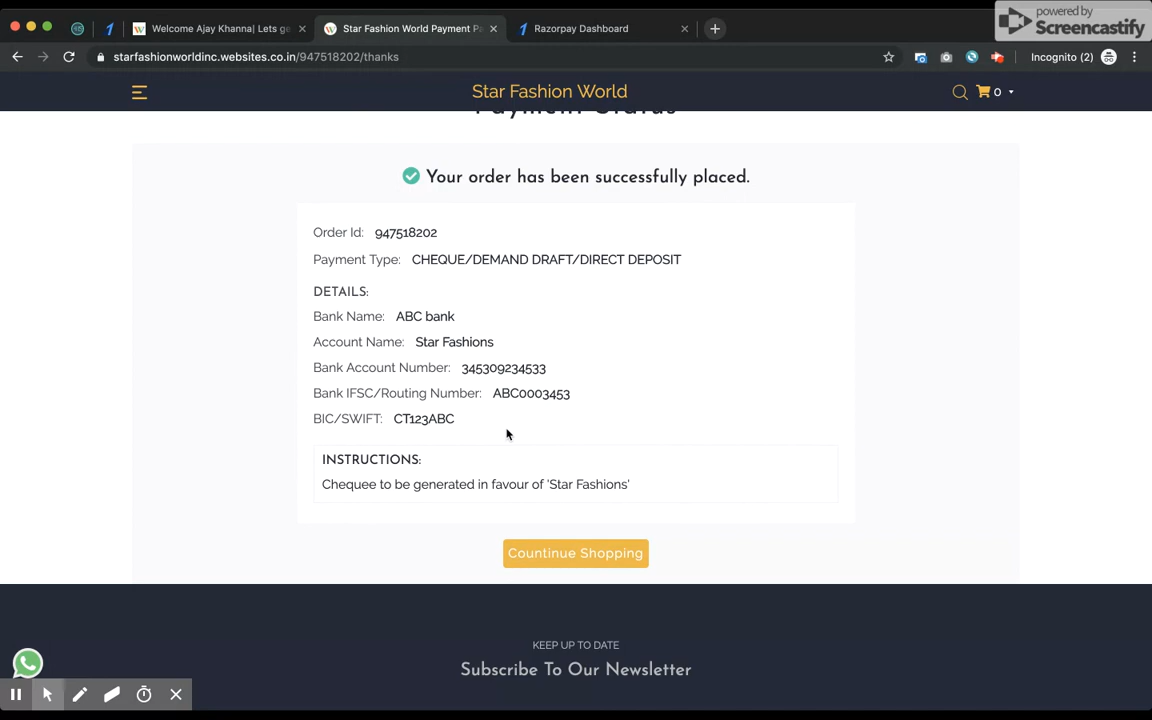 powered by
Screencastify
Welcome Ajay Khanna| Lets ge
Star Fashion World Payment Pa
Razorpay Dashboard
starfashionworldinc.websites.co.in/947518202/thanks
Incognito (2)
Star Fashion World
0
Payment Status
Your order has been successfully placed.
Order Id: 947518202
Payment Type: CHEQUE/DEMAND DRAFT/DIRECT DEPOSIT
DETAILS:
Bank Name: ABC bank
Account Name: Star Fashions
Bank Account Number: 345309234533
Bank IFSC/Routing Number: ABC0003453
BIC/SWIFT: CT123ABC
INSTRUCTIONS:
Chequee to be generated in favour of 'Star Fashions'
Countinue Shopping
KEEP UP TO DATE
Subscribe To Our Newsletter